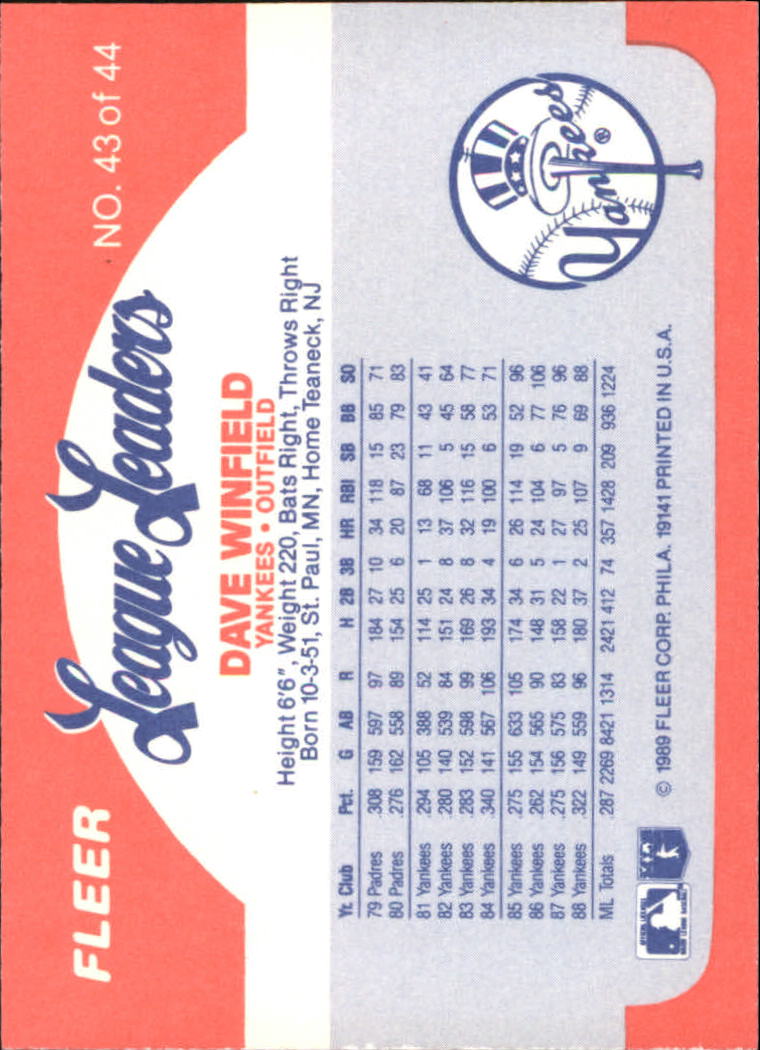 FLEER
NO. 43 of 44
League Leaders
DAVE WINFIELD
YANKEES • OUTFIELD
Height 6'6", Weight 220, Bats Right, Throws Right
Born 10-3-51, St. Paul, MN, Home Teaneck, NJ
Yt. Club Pct. G AB R H 2B 3B HR RBI SB BB SO
79 Padres .308 159 597 97 184 27 10 34 118 15 85 71
80 Padres .276 162 558 89 154 25 6 20 87 23 79 83
81 Yankees .294 105 388 52 114 25 1 13 68 11 43 41
82 Yankees .280 140 539 84 151 24 8 37 106 5 45 64
83 Yankees .283 152 598 99 169 26 8 32 116 15 58 77
84 Yankees .340 141 567 106 193 34 4 19 100 6 53 71
85 Yankees .275 155 633 105 174 34 6 26 114 19 52 96
86 Yankees .262 154 565 90 148 31 5 24 104 6 77 106
87 Yankees .275 156 575 83 158 22 1 27 97 5 76 96
88 Yankees .322 149 559 96 180 37 2 25 107 9 69 88
ML Totals .287 2269 8421 1314 2421 412 74 357 1428 209 936 1224
Yankees ®
© 1989 FLEER CORP. PHILA. 19141 PRINTED IN U.S.A.